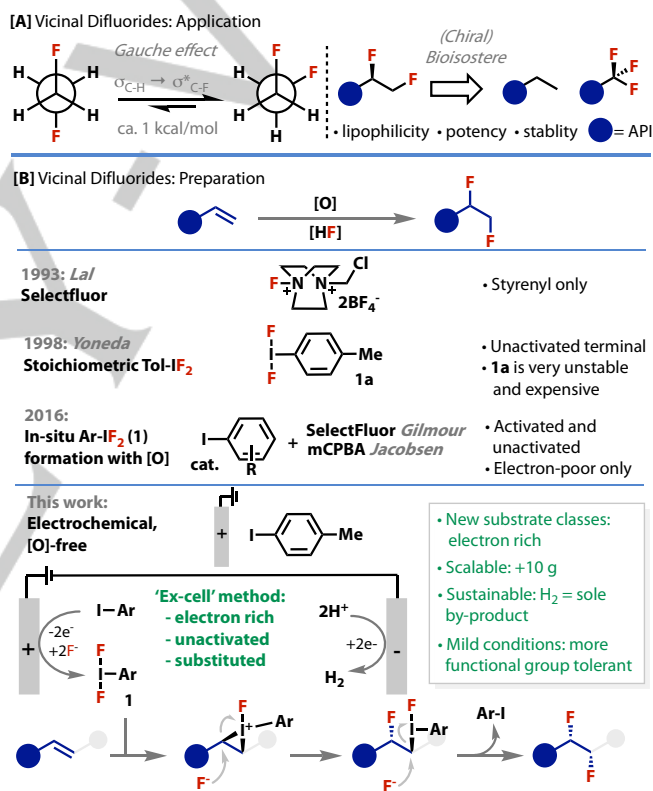 [A] Vicinal Difluorides: Application
F
H H
H H
F
Gauche effect
σC-H → σ*C-F
ca. 1 kcal/mol
F
H F
H H
H
F
F
(Chiral)
Bioisostere
F
F
F
• lipophilicity • potency • stablity = API
[B] Vicinal Difluorides: Preparation
[O]
[HF]
F
F
1993: Lal
Selectfluor
Cl
F-N N
+ +
2BF4-
• Styrenyl only
1998: Yoneda
Stoichiometric Tol-IF2
F
I
F
Me
1a
• Unactivated terminal
• 1a is very unstable
and expensive
2016:
In-situ Ar-IF2 (1)
formation with [O]
I
R
cat.
+
SelectFluor Gilmour
mCPBA Jacobsen
• Activated and
unactivated
• Electron-poor only
This work:
Electrochemical,
[O]-free
+
I
Me
• New substrate classes:
electron rich
• Scalable: +10 g
• Sustainable: H2 = sole
by-product
• Mild conditions: more
functional group tolerant
+
I–Ar
-2e-
+2F-
F
I–Ar
F
1
'Ex-cell' method:
- electron rich
- unactivated
- substituted
2H+
+2e-
H2
-
F
I+
Ar
F-
F
F
I–Ar
F-
Ar-I
F
F